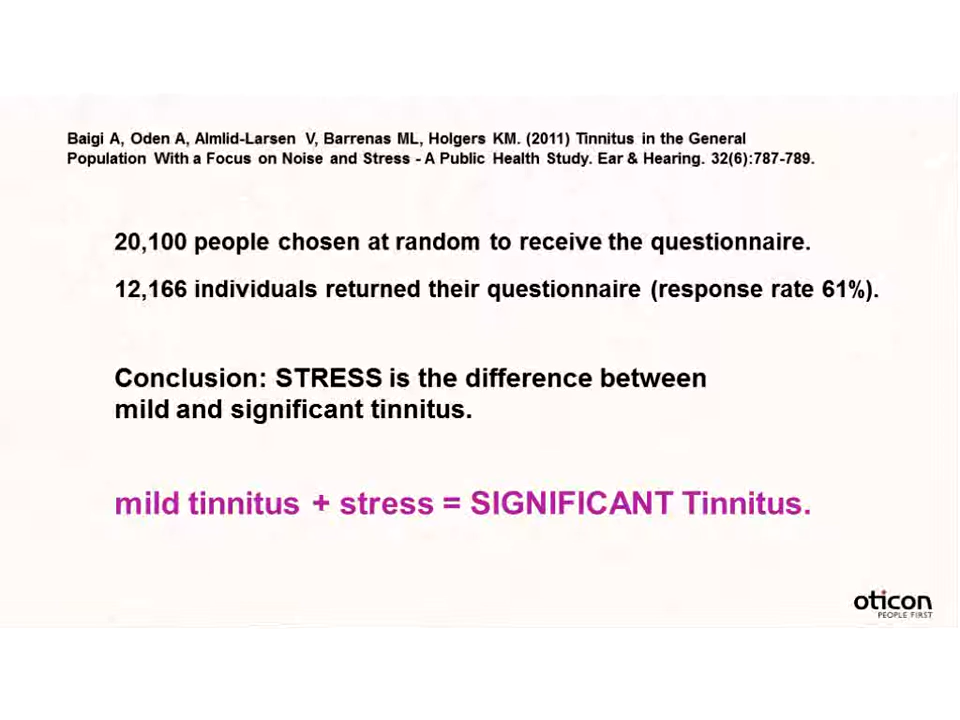 Baigi A, Oden A, Almlid-Larsen V, Barrenas ML, Holgers KM. (2011) Tinnitus in the General
Population With a Focus on Noise and Stress - A Public Health Study. Ear & Hearing. 32(6):787-789.
20,100 people chosen at random to receive the questionnaire.
12,166 individuals returned their questionnaire (response rate 61%).
Conclusion: STRESS is the difference between
mild and significant tinnitus.
mild tinnitus + stress = SIGNIFICANT Tinnitus.
oticon
PEOPLE FIRST